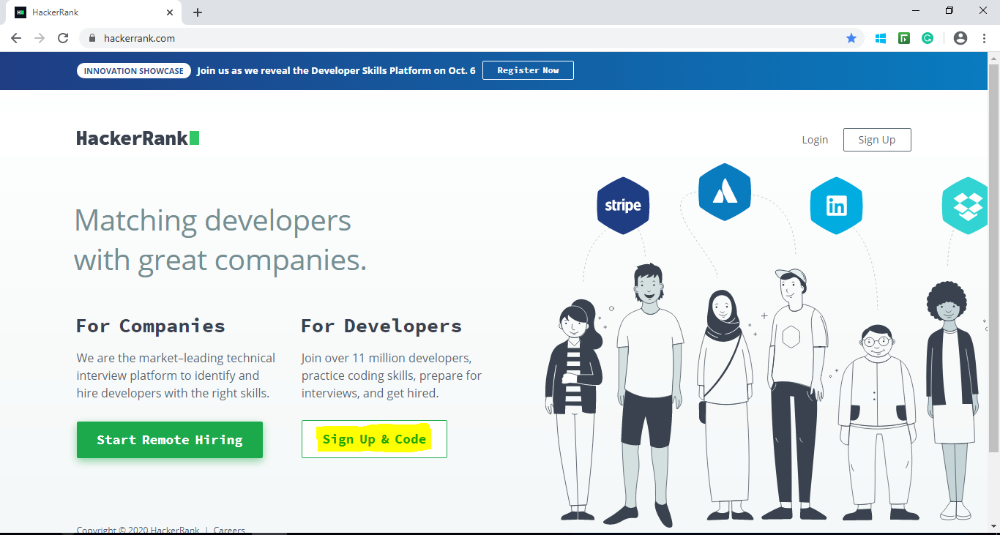 HackerRank
hackerrank.com
INNOVATION SHOWCASE Join us as we reveal the Developer Skills Platform on Oct. 6 Register Now
HackerRank
Login Sign Up
stripe
in
Matching developers
with great companies.
For Companies
We are the market–leading technical
interview platform to identify and
hire developers with the right skills.
Start Remote Hiring
For Developers
Join over 11 million developers,
practice coding skills, prepare for
interviews, and get hired.
Sign Up & Code
Copyright © 2020 HackerRank | Careers